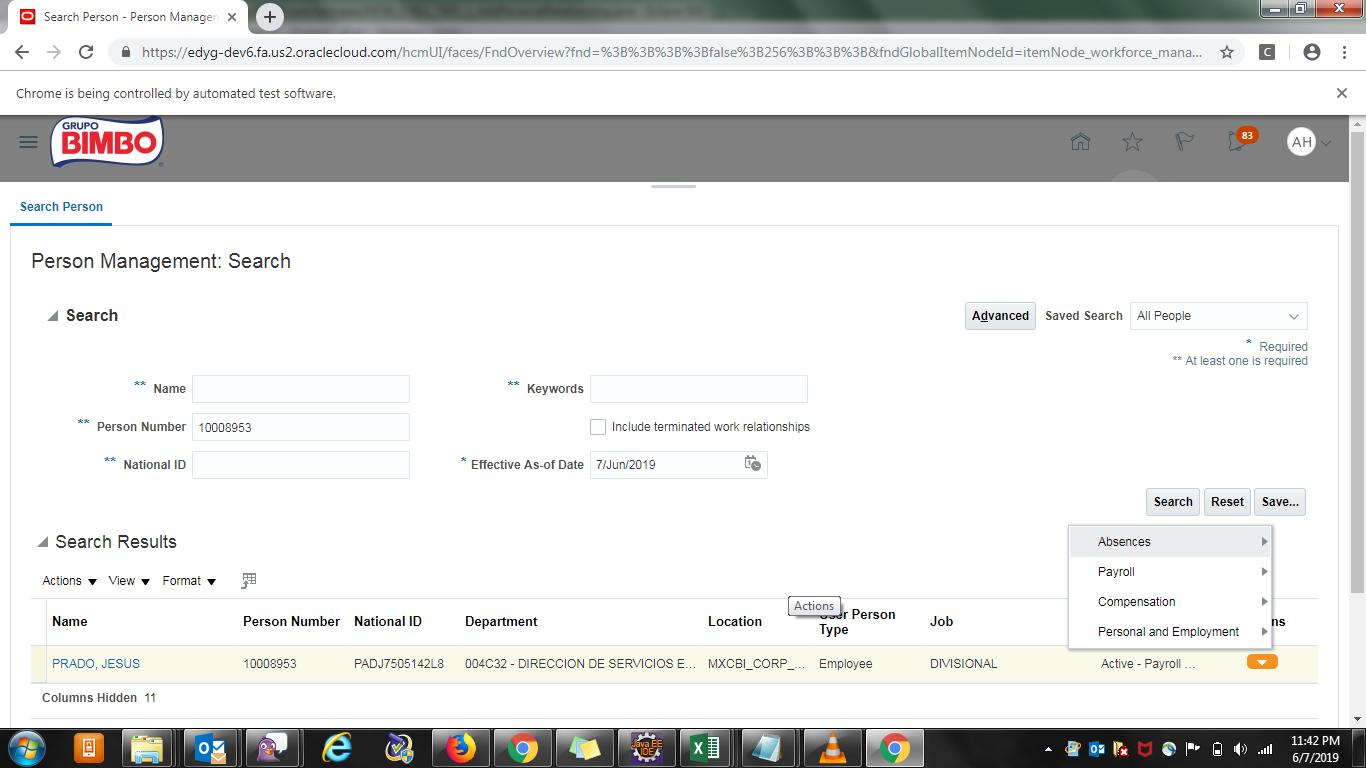 Search Person - Person Managen
https://edyg-dev6.fa.us2.oraclecloud.com/hcmUI/faces/FndOverview?fnd=%3B%3B%3B%3Bfalse%3B256%3B%3B%3B&fndGlobalItemNodeId=itemNode_workforce_mana...
C
Chrome is being controlled by automated test software.
GRUPO
BIMBO
83
AH
Search Person
Person Management: Search
Search
Advanced
Saved Search
All People
* Required
** At least one is required
** Name
** Keywords
** Person Number
10008953
Include terminated work relationships
** National ID
* Effective As-of Date
7/Jun/2019
Search
Reset
Save...
Search Results
Absences
Payroll
Compensation
Personal and Employment
Actions
View
Format
Actions
Name
Person Number
National ID
Department
Location
User Person
Type
Job
ns
PRADO, JESUS
10008953
PADJ7505142L8
004C32 - DIRECCION DE SERVICIOS E...
MXCBI_CORP_...
Employee
DIVISIONAL
Active - Payroll ...
Columns Hidden 11
Java EE
IDE
11:42 PM
6/7/2019